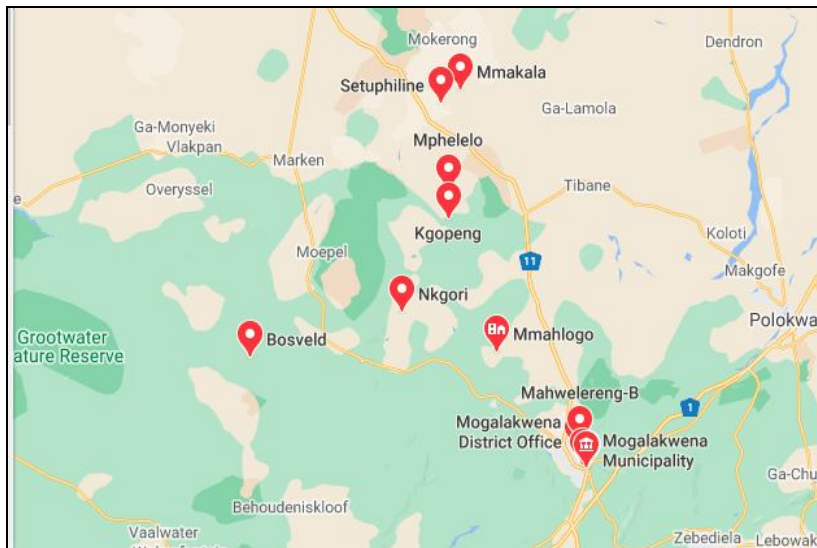 Mokerong
Dendron
Mmakala
Setuphiline
Ga-Lamola
Ga-Monyeki
Vlakpan
Mphelelo
Marken
Overyssel
Tibane
e
Kgopeng
Koloti
Moepel
11
Makgofe
Nkgori
Polokwa
Grootwater
ature Reserve
Bosveld
Mmahlogo
Mahwelereng-B
1
Mogalakwena
District Office
Mogalakwena
Municipality
Ga-Chu
Behoudeniskloof
Vaalwater
Zebediela
Lebowak